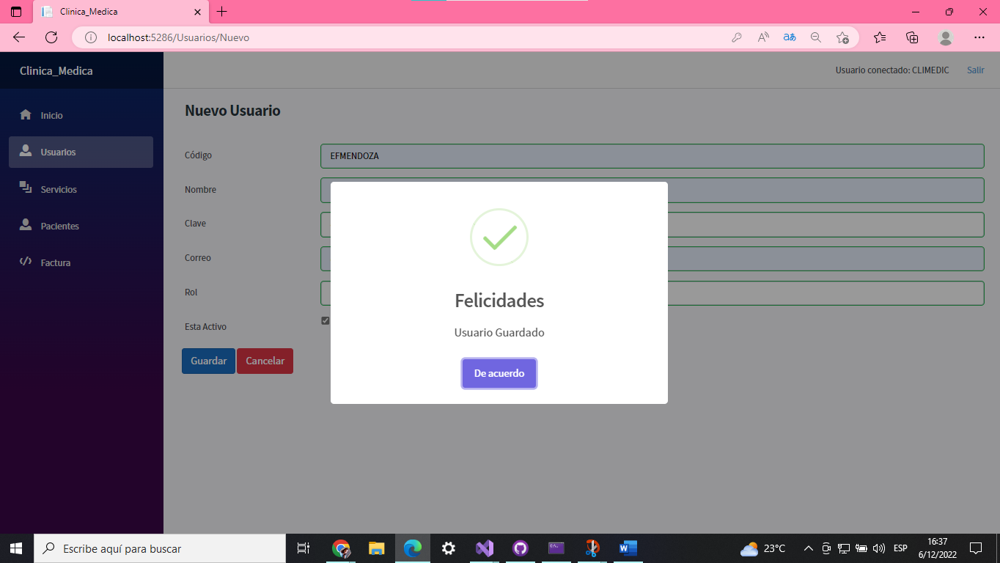 Clinica_Medica
localhost:5286/Usuarios/Nuevo
Clinica_Medica
Usuario conectado: CLIMEDIC Salir
Inicio
Usuarios
Servicios
Pacientes
Factura
Nuevo Usuario
Código EFMENDOZA
Nombre
Clave
Correo
Rol
Esta Activo
Guardar Cancelar
Felicidades
Usuario Guardado
De acuerdo
Escribe aquí para buscar
23°C
ESP
16:37
6/12/2022